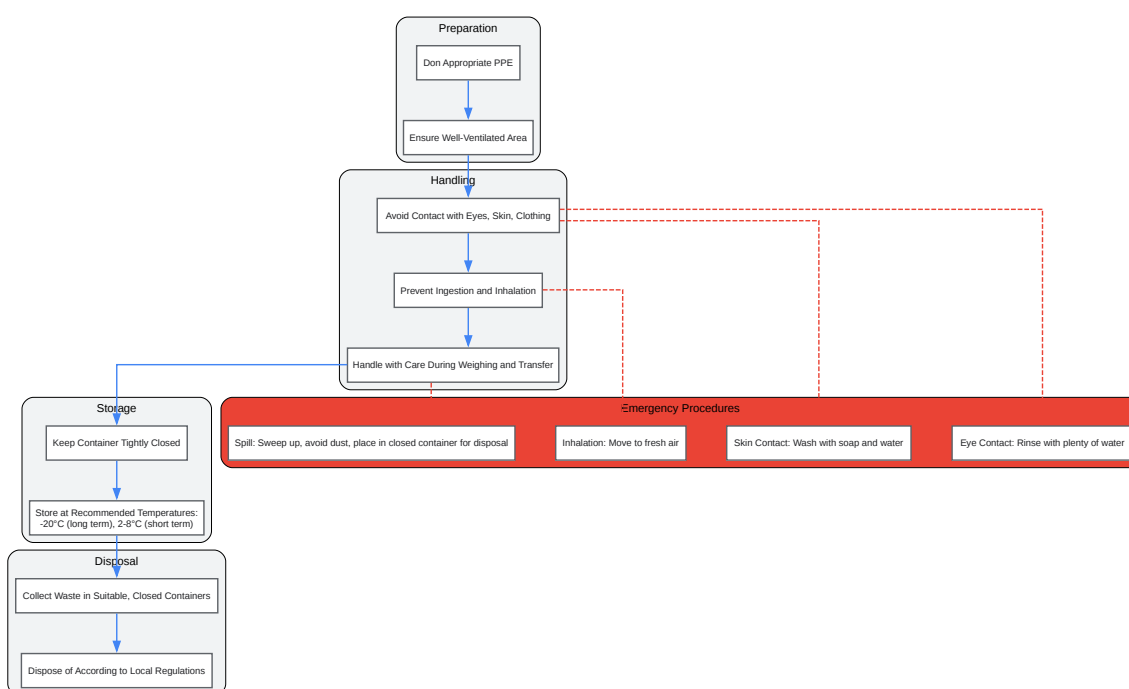 Preparation
Don Appropriate PPE
Ensure Well-Ventilated Area
Handling
Avoid Contact with Eyes, Skin, Clothing
Prevent Ingestion and Inhalation
Handle with Care During Weighing and Transfer
Storage
Keep Container Tightly Closed
Store at Recommended Temperatures:
-20°C (long term), 2-8°C (short term)
Emergency Procedures
Spill: Sweep up, avoid dust, place in closed container for disposal
Inhalation: Move to fresh air
Skin Contact: Wash with soap and water
Eye Contact: Rinse with plenty of water
Disposal
Collect Waste in Suitable, Closed Containers
Dispose of According to Local Regulations